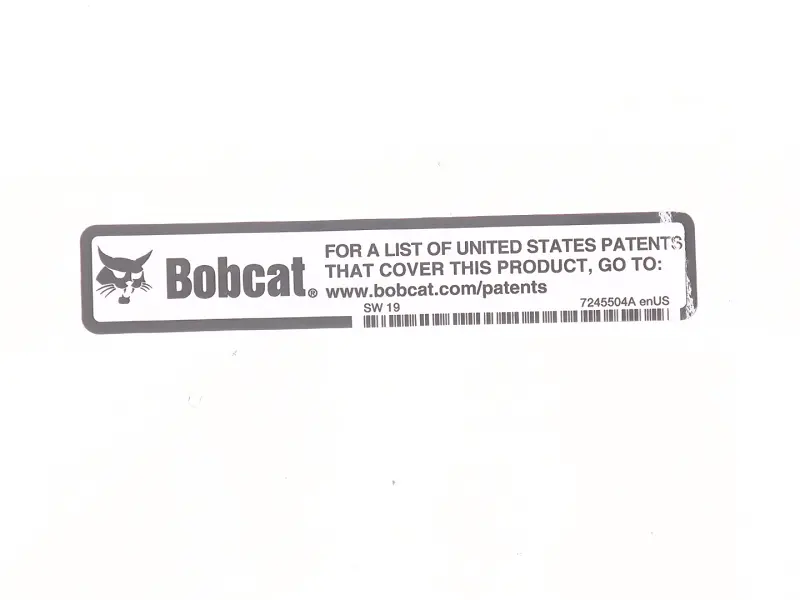 Bobcat®
FOR A LIST OF UNITED STATES PATENTS
THAT COVER THIS PRODUCT, GO TO:
www.bobcat.com/patents
SW 19
7245504A enUS